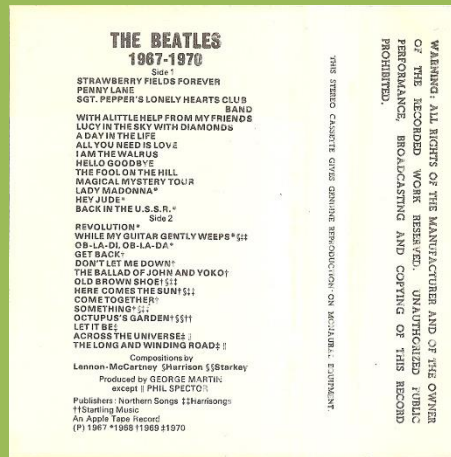 THE BEATLES
1967-1970
Side 1
STRAWBERRY FIELDS FOREVER
PENNY LANE
SGT. PEPPER'S LONELY HEARTS CLUB
BAND
WITH A LITTLE HELP FROM MY FRIENDS
LUCY IN THE SKY WITH DIAMONDS
A DAY IN THE LIFE
ALL YOU NEED IS LOVE
I AM THE WALRUS
HELLO GOODBYE
THE FOOL ON THE HILL
MAGICAL MYSTERY TOUR
LADY MADONNA*
HEY JUDE*
BACK IN THE U.S.S.R.*
Side 2
REVOLUTION*
WHILE MY GUITAR GENTLY WEEPS*§‡‡
OB-LA-DI, OB-LA-DA*
GET BACK†
DON'T LET ME DOWN†
THE BALLAD OF JOHN AND YOKO†
OLD BROWN SHOE†§‡‡
HERE COMES THE SUN†§‡‡
COME TOGETHER†
SOMETHING†§‡‡
OCTUPUS'S GARDEN†§§††
LET IT BE‡
ACROSS THE UNIVERSE‡ ||
THE LONG AND WINDING ROAD‡ ||
Compositions by
Lennon-McCartney §Harrison §§Starkey
Produced by GEORGE MARTIN
except || PHIL SPECTOR
Publishers: Northern Songs ‡‡Harrisongs
††Startling Music
An Apple Tape Record
(P) 1967 *1968 †1969 ‡1970
THIS STEREO CASSETTE GIVES GENUINE REPRODUCTION ON MONAURAL EQUIPMENT.
WARNING: ALL RIGHTS OF THE MANUFACTURER AND OF THE OWNER
OF THE RECORDED WORK RESERVED. UNAUTHORIZED PUBLIC
PERFORMANCE, BROADCASTING AND COPYING OF THIS RECORD
PROHIBITED.